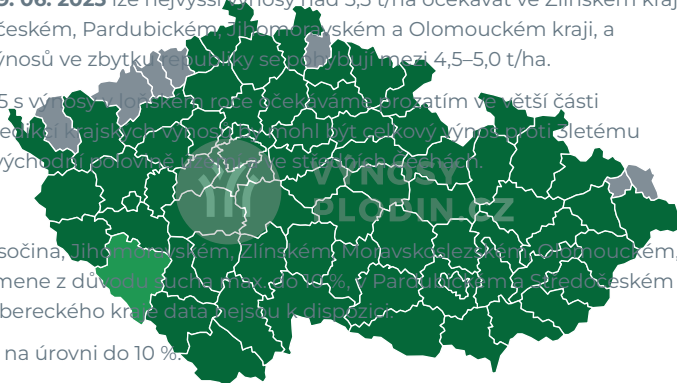 9. 06. 2025 lze nejvyšší výnosy nad 5,5 t/ha očekávat ve Zlínském kraji
českém, Pardubickém, Jihomoravském a Olomouckém kraji, a
výnosů ve zbytku republiky se pohybují mezi 4,5–5,0 t/ha.
5 s výnosy v loňském roce očekáváme prozatím ve větší části
edikcí krajských výnosů by mohl být celkový výnos proti 3letému
východní polovině ve středních Čechách.
VÝNOSY
PLODIN.CZ
sočina, Jihomoravském, Zlínském, Moravskoslezském, Olomouckém,
mene z důvodu sucha max. do 10 %, v Pardubickém a Středočeském
bereckého kraje data nejsou k dispozici.
na úrovni do 10 %.